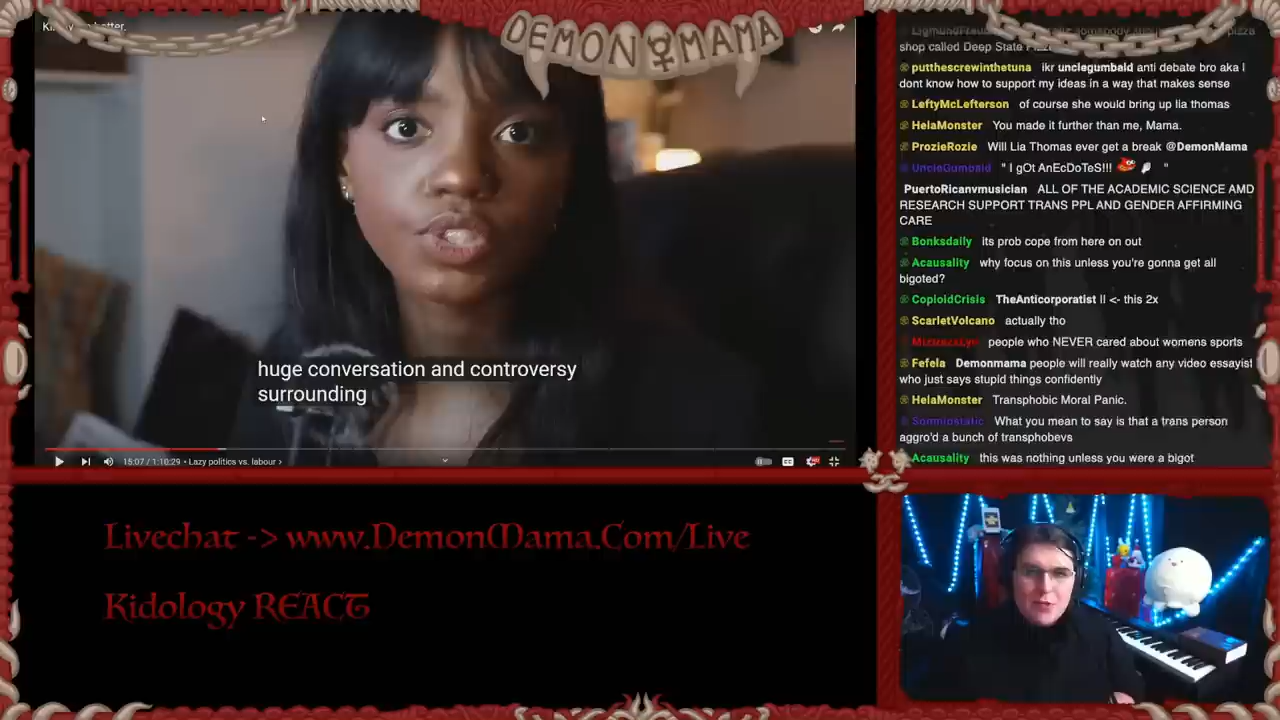 DEMON MAMA
huge conversation and controversy
surrounding
15:07 / 1:10:29 • Lazy politics vs. labour >
shop called Deep State
putthescrewinthetuna ikr unclegumbald anti debate bro aka I
dont know how to support my ideas in a way that makes sense
LeftyMcLefterson of course she would bring up lia thomas
HelaMonster You made it further than me, Mama.
ProzieRozie Will Lia Thomas ever get a break @DemonMama
UncleGumbald " I gOt AnEcDoTeS!!! "
PuertoRicanvmusician ALL OF THE ACADEMIC SCIENCE AMD
RESEARCH SUPPORT TRANS PPL AND GENDER AFFIRMING
CARE
Bonksdaily its prob cope from here on out
Acausality why focus on this unless you're gonna get all
bigoted?
CopioidCrisis TheAnticorporatist II <- this 2x
ScarletVolcano actually tho
people who NEVER cared about womens sports
Fefela Demonmama people will really watch any video essayist
who just says stupid things confidently
HelaMonster Transphobic Moral Panic.
Somniostatic What you mean to say is that a trans person
aggro'd a bunch of transphobevs
Acausality this was nothing unless you were a bigot
Livechat -> www.DemonMama.Com/Live
Kidology REACT